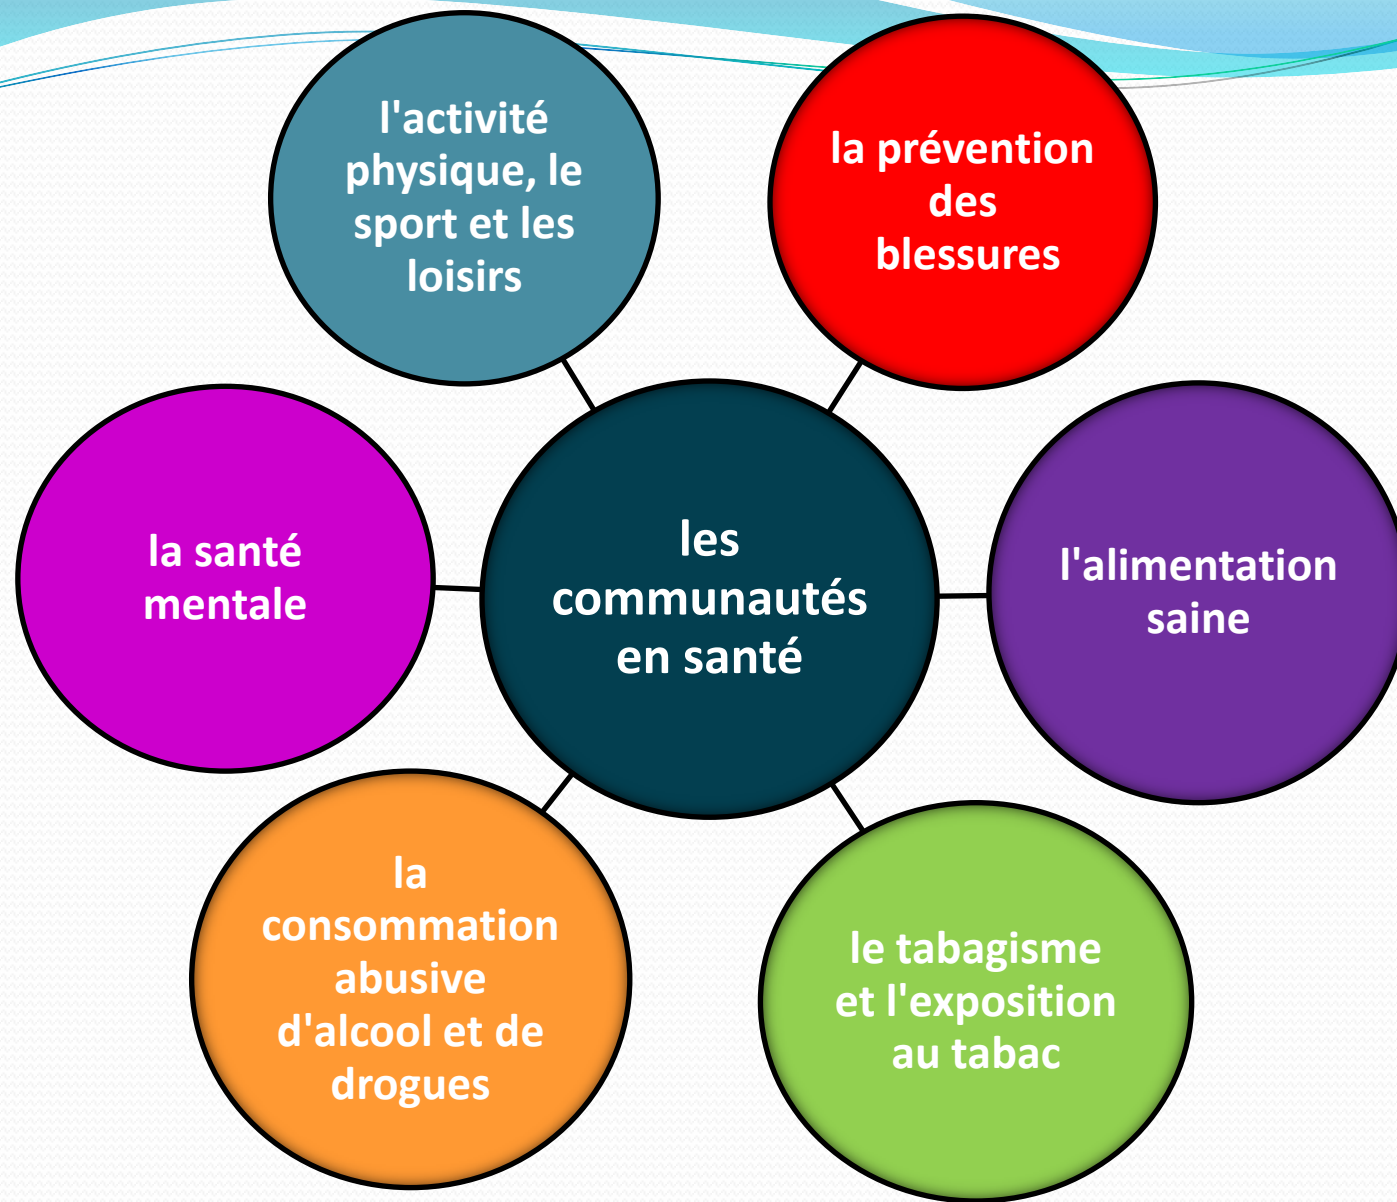 l'activité
physique, le
sport et les
loisirs
la prévention
des
blessures
la santé
mentale
les
communautés
en santé
l'alimentation
saine
la
consommation
abusive
d'alcool et de
drogues
le tabagisme
et l'exposition
au tabac